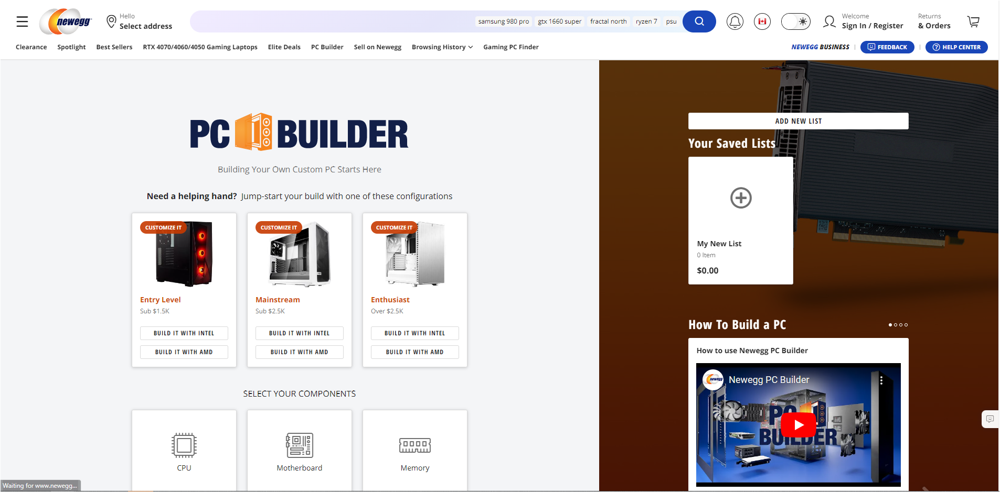 newegg
Hello
Select address
samsung 980 pro
gtx 1660 super
fractal north
ryzen 7
psu
Welcome
Sign In / Register
Returns
& Orders
Clearance
Spotlight
Best Sellers
RTX 4070/4060/4050 Gaming Laptops
Elite Deals
PC Builder
Sell on Newegg
Browsing History
Gaming PC Finder
NEWEGG BUSINESS
FEEDBACK
HELP CENTER
PC BUILDER
Building Your Own Custom PC Starts Here
Need a helping hand? Jump-start your build with one of these configurations
CUSTOMIZE IT
Entry Level
Sub $1.5K
BUILD IT WITH INTEL
BUILD IT WITH AMD
CUSTOMIZE IT
Mainstream
Sub $2.5K
BUILD IT WITH INTEL
BUILD IT WITH AMD
CUSTOMIZE IT
Enthusiast
Over $2.5K
BUILD IT WITH INTEL
BUILD IT WITH AMD
SELECT YOUR COMPONENTS
CPU
Motherboard
Memory
ADD NEW LIST
Your Saved Lists
My New List
0 Item
$0.00
How To Build a PC
How to use Newegg PC Builder
newegg
Newegg PC Builder
PC
BUILDER
Waiting for www.newegg...